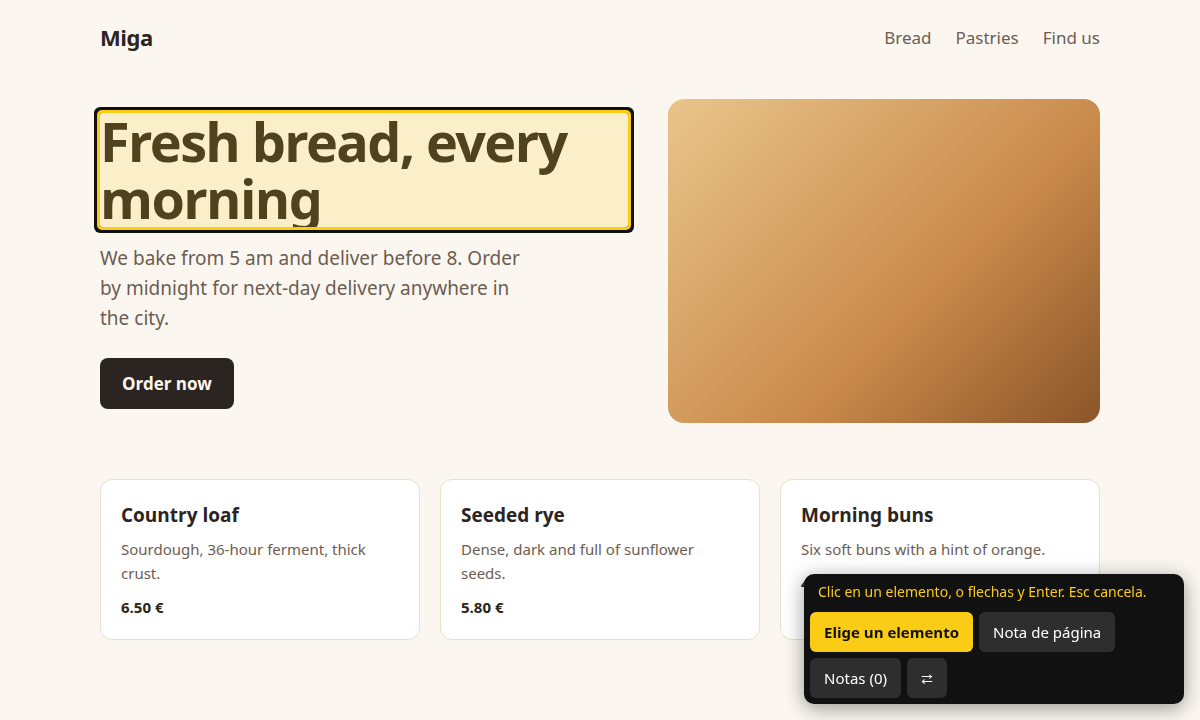 Miga
Bread Pastries Find us
Fresh bread, every
morning
We bake from 5 am and deliver before 8. Order
by midnight for next-day delivery anywhere in
the city.
Order now
Country loaf
Sourdough, 36-hour ferment, thick
crust.
6.50 €
Seeded rye
Dense, dark and full of sunflower
seeds.
5.80 €
Morning buns
Six soft buns with a hint of orange.
Clic en un elemento, o flechas y Enter. Esc cancela.
Elige un elemento Nota de página
Notas (0) ⇄